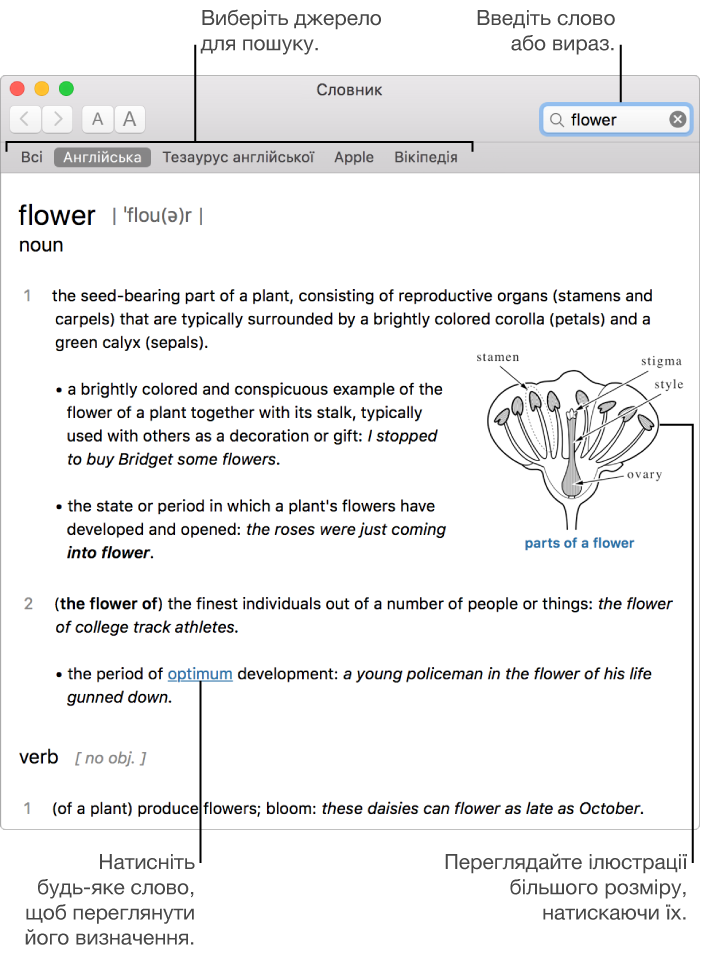 Виберіть джерело
для пошуку.
Введіть слово
або вираз.
Словник
A A
flower
Всі Англійська Тезаурус англійської Apple Вікіпедія
flower | ˈflou(ə)r |
noun
1 the seed-bearing part of a plant, consisting of reproductive organs (stamens and
carpels) that are typically surrounded by a brightly colored corolla (petals) and a
green calyx (sepals).
• a brightly colored and conspicuous example of the
flower of a plant together with its stalk, typically
used with others as a decoration or gift: I stopped
to buy Bridget some flowers.
• the state or period in which a plant's flowers have
developed and opened: the roses were just coming
into flower.
stamen
stigma
style
ovary
parts of a flower
2 (the flower of) the finest individuals out of a number of people or things: the flower
of college track athletes.
• the period of optimum development: a young policeman in the flower of his life
gunned down.
verb [ no obj. ]
1 (of a plant) produce flowers; bloom: these daisies can flower as late as October.
Натисніть
будь-яке слово,
щоб переглянути
його визначення.
Переглядайте ілюстрації
більшого розміру,
натискаючи їх.